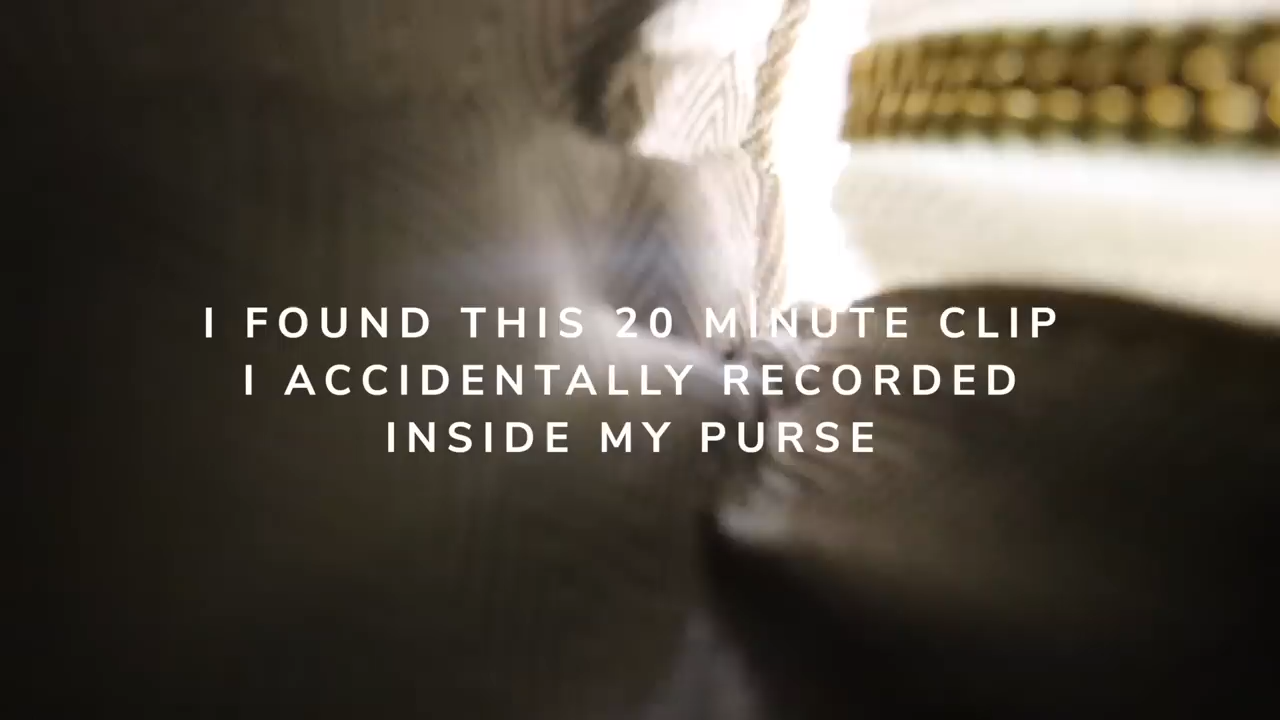 I FOUND THIS 20 MINUTE CLIP
I ACCIDENTALLY RECORDED
INSIDE MY PURSE